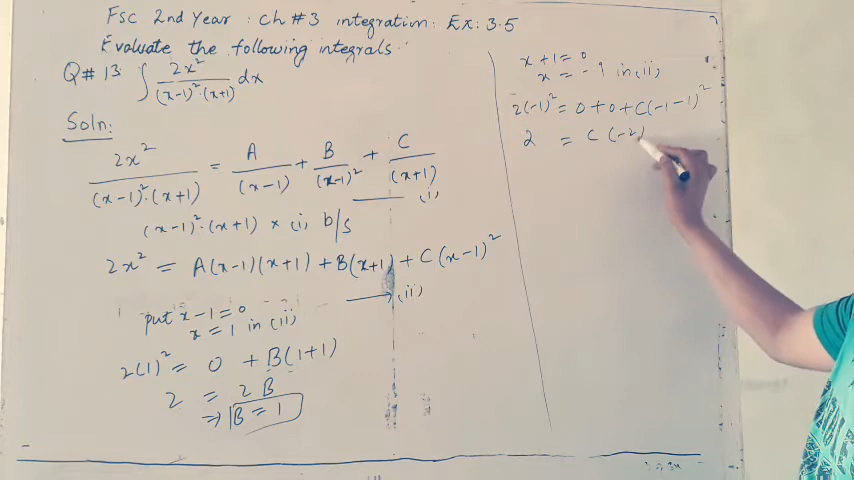 Fsc 2nd Year : Ch # 3 integration : Ex : 3.5
Evaluate the following integrals.
Q# 13 ∫ 2x² / (x-1)²·(x+1) dx
Soln:
2x² / (x-1)²·(x+1) = A / (x-1) + B / (x-1)² + C / (x+1)
(i)
(x-1)²·(x+1) × (i) b/s
2x² = A(x-1)(x+1) + B(x+1) + C(x-1)²
→ (ii)
put x-1=0
x = 1 in (ii)
2(1)² = 0 + B(1+1)
2 = 2B
⇒ B = 1
x+1 = 0
x = -1 in (ii)
2(-1)² = 0 + 0 + C(-1-1)²
2 = C (-2)